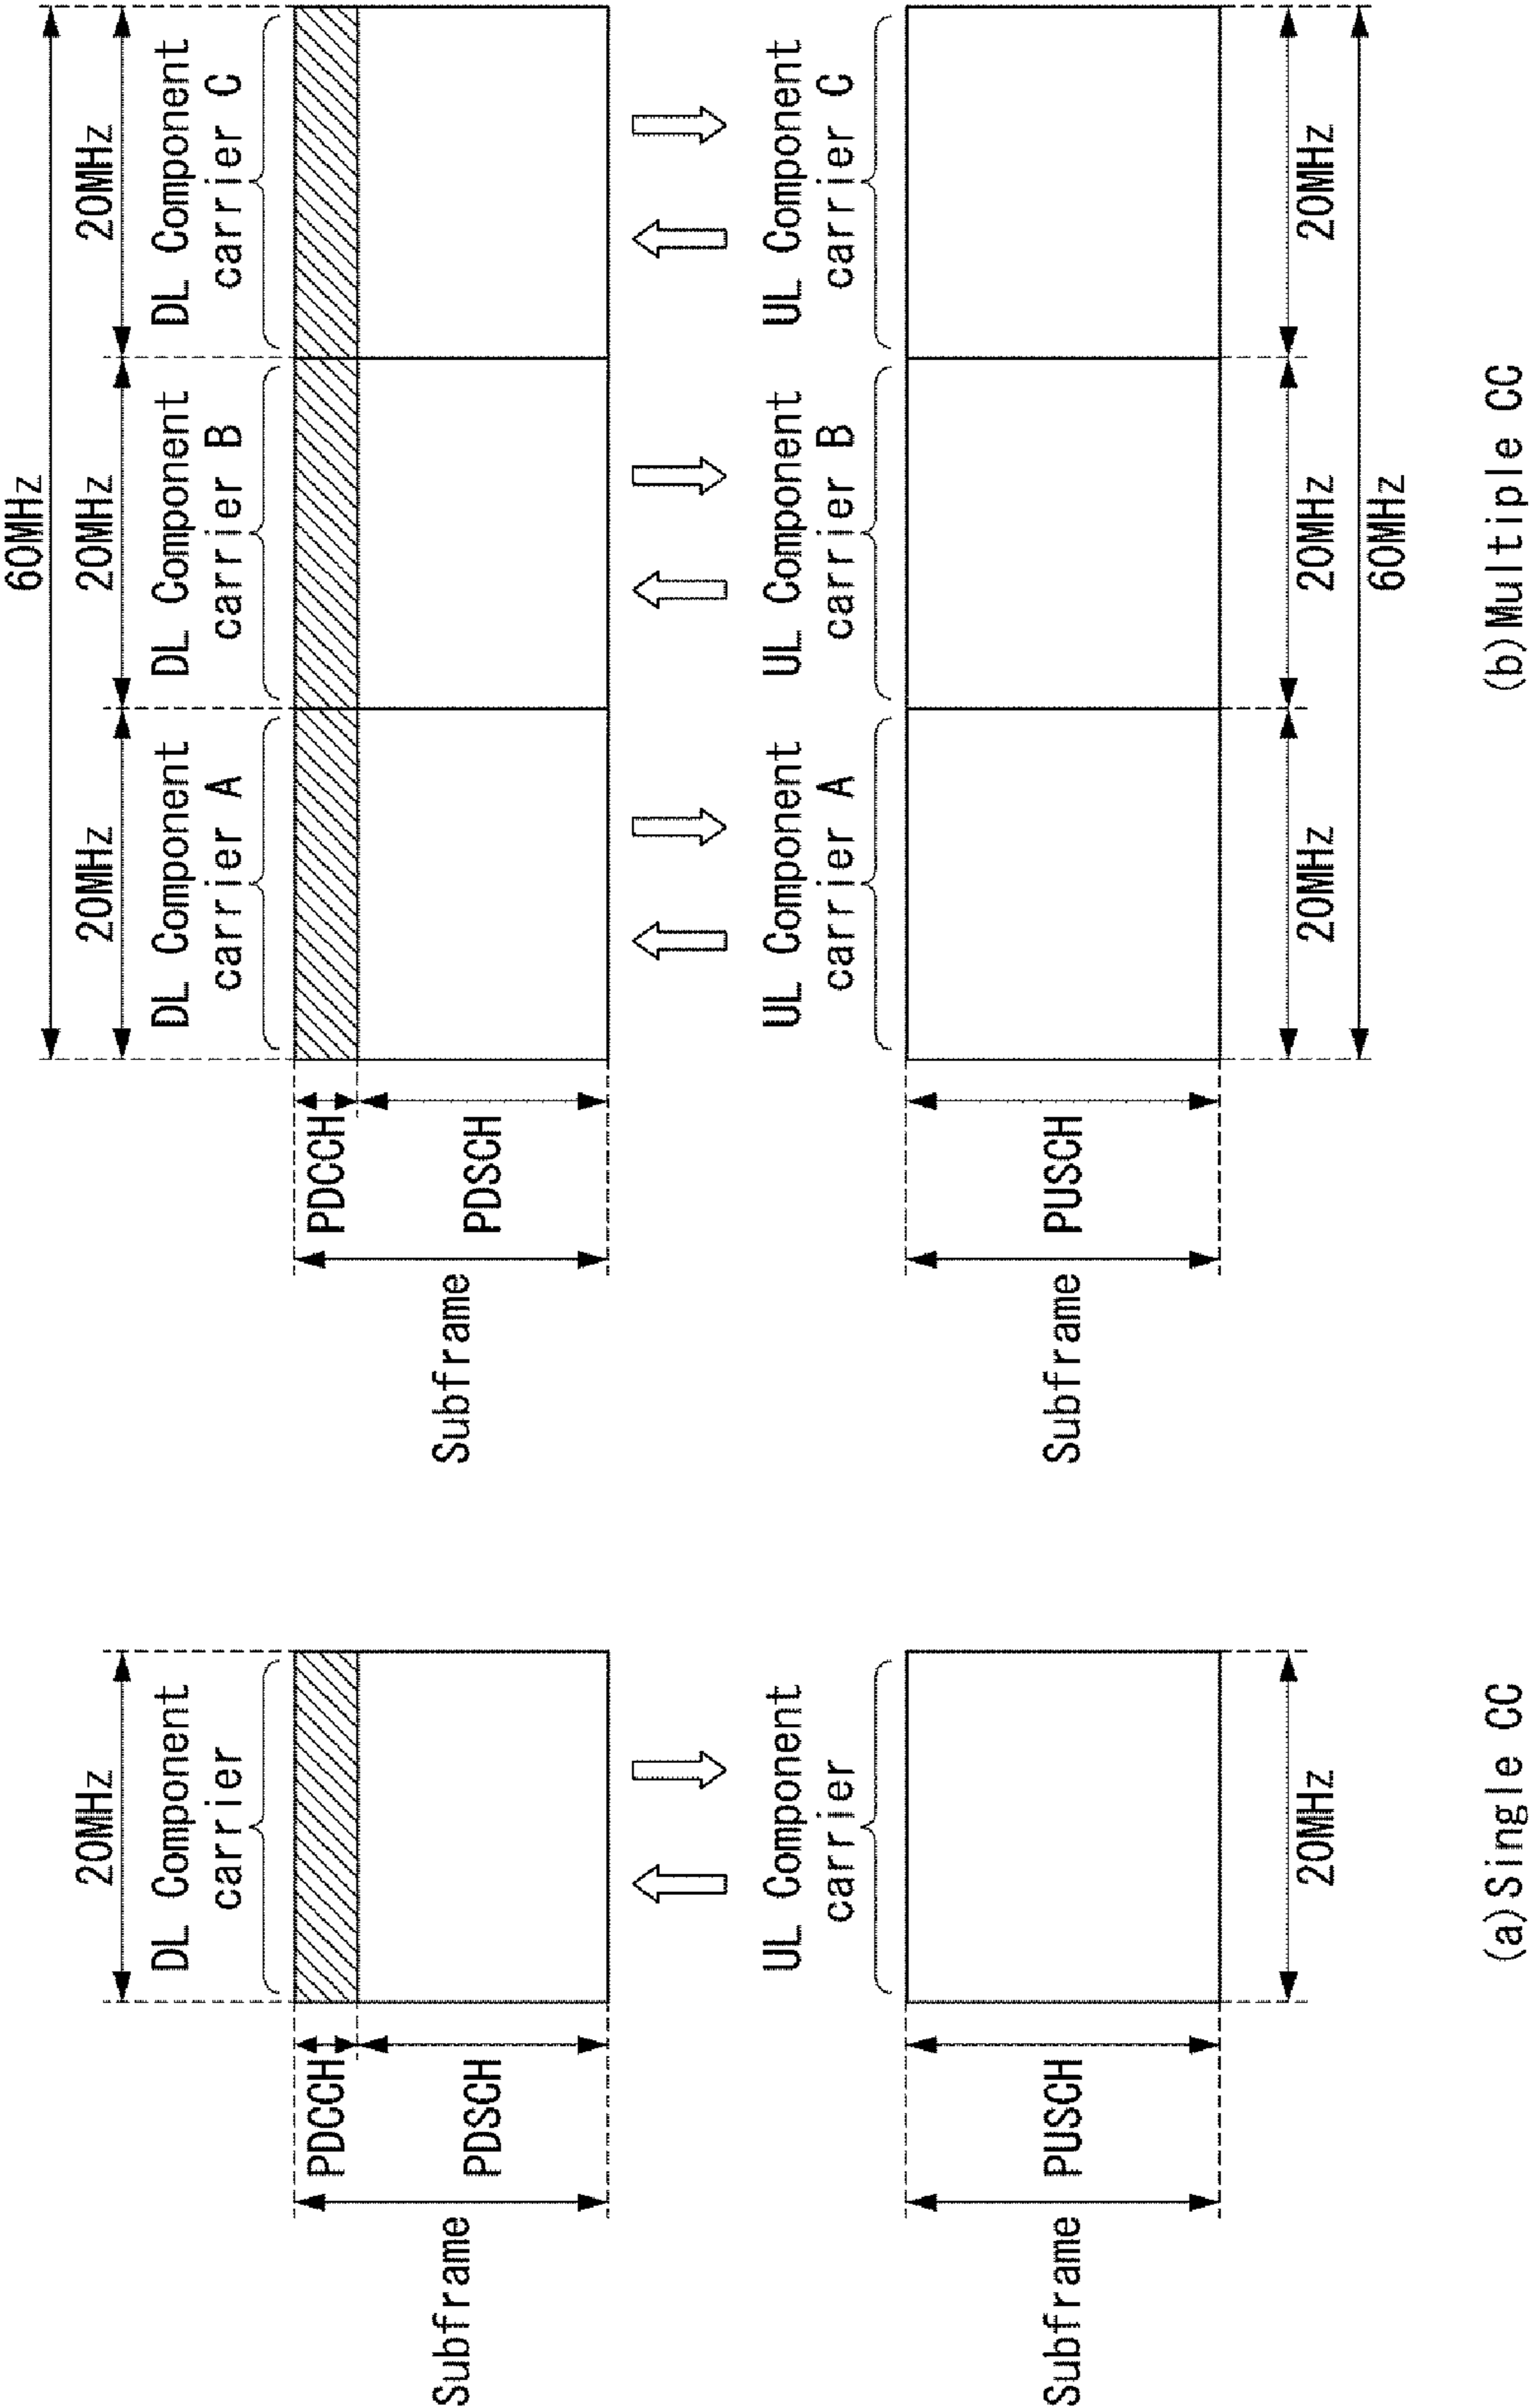 20MHz
DL Component
carrier
PDCCH
PDSCH
Subframe
UL Component
carrier
PUSCH
Subframe
20MHz
(a)Single CC
60MHz
20MHz
20MHz
20MHz
DL Component
carrier A
DL Component
carrier B
DL Component
carrier C
PDCCH
PDSCH
Subframe
UL Component
carrier A
UL Component
carrier B
UL Component
carrier C
PUSCH
Subframe
20MHz
20MHz
20MHz
60MHz
(b)Multiple CC